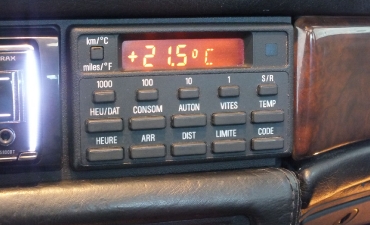 km/°C
miles/°F
+21.5°C
1000 100 10 1 S/R
HEU/DAT CONSOM AUTON VITES TEMP
HEURE ARR DIST LIMITE CODE